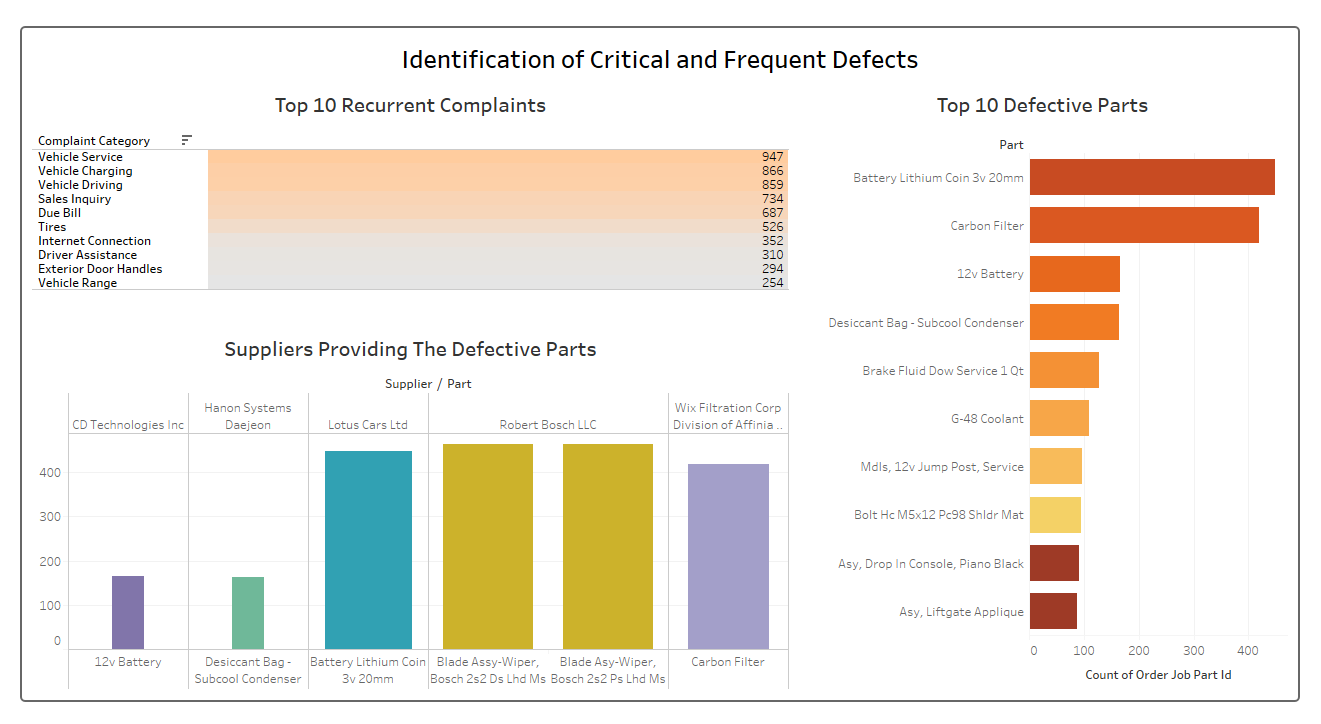 Identification of Critical and Frequent Defects
Top 10 Recurrent Complaints
Complaint Category
Vehicle Service 947
Vehicle Charging 866
Vehicle Driving 859
Sales Inquiry 734
Due Bill 687
Tires 526
Internet Connection 352
Driver Assistance 310
Exterior Door Handles 294
Vehicle Range 254
Suppliers Providing The Defective Parts
Supplier / Part
CD Technologies Inc
Hanon Systems
Daejeon
Lotus Cars Ltd
Robert Bosch LLC
Wix Filtration Corp
Division of Affinia ..
400
300
200
100
0
12v Battery
Desiccant Bag -
Subcool Condenser
Battery Lithium Coin
3v 20mm
Blade Assy-Wiper,
Bosch 2s2 Ds Lhd Ms
Blade Asy-Wiper,
Bosch 2s2 Ps Lhd Ms
Carbon Filter
Top 10 Defective Parts
Part
Battery Lithium Coin 3v 20mm
Carbon Filter
12v Battery
Desiccant Bag - Subcool Condenser
Brake Fluid Dow Service 1 Qt
G-48 Coolant
Mdls, 12v Jump Post, Service
Bolt Hc M5x12 Pc98 Shldr Mat
Asy, Drop In Console, Piano Black
Asy, Liftgate Applique
0 100 200 300 400
Count of Order Job Part Id